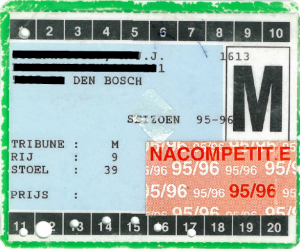 1 2 3 4 5 6 7 8 9 10
J. 1613
1
DEN BOSCH
M
SEIZOEN 95-96
TRIBUNE : M
RIJ : 9
STOEL : 39
PRIJS :
NACOMPETITIE
95/96 95/96 95/96
95/96 95/96 95/96
95/96 95/96 95/96
11 12 13 14 15 16 17 18 19 20